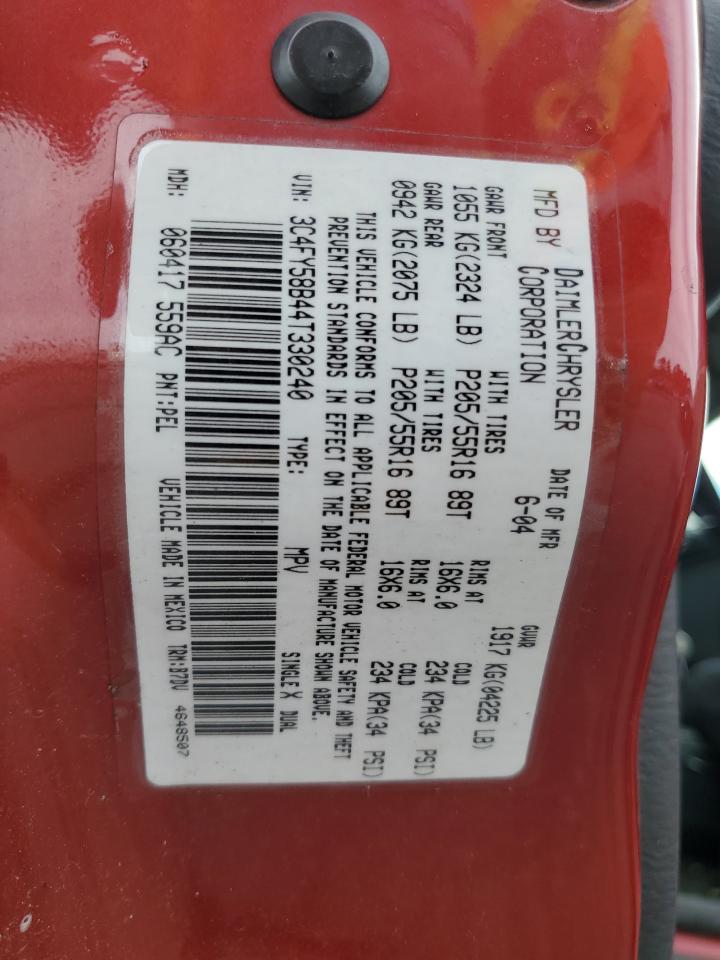 MFD BY DAIMLERCHRYSLER CORPORATION
DATE OF MFR 6-04
GVWR 1917 KG(04225 LB)
GAWR FRONT WITH TIRES RIMS AT COLD
1055 KG(2324 LB) P205/55R16 89T 16X6.0 234 KPA(34 PSI)
GAWR REAR WITH TIRES RIMS AT COLD
0942 KG(2075 LB) P205/55R16 89T 16X6.0 234 KPA(34 PSI)
THIS VEHICLE CONFORMS TO ALL APPLICABLE FEDERAL MOTOR VEHICLE SAFETY AND THEFT
PREVENTION STANDARDS IN EFFECT ON THE DATE OF MANUFACTURE SHOWN ABOVE.
VIN: 3C4FY58B44T330240 TYPE: MPV SINGLE X DUAL
MDH: 060417 559AC PNT:PEL VEHICLE MADE IN MEXICO TRM:B7DV 4648507